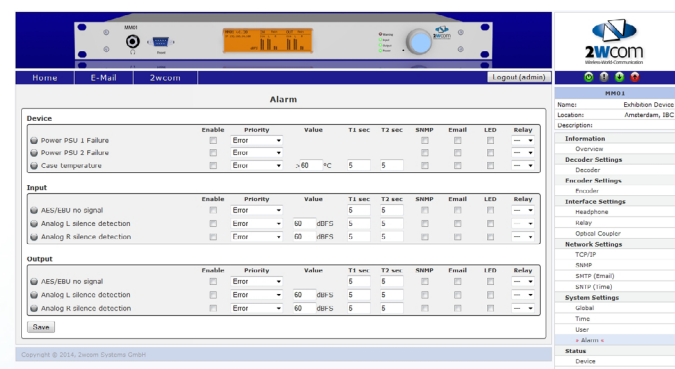 MM01
2wcom
2WCOM
Wireless-World-Communication
Home E-Mail 2wcom Logout (admin)
Alarm
Device
Enable Priority Value T1 sec T2 sec SNMP Email LED Relay
Power PSU 1 Failure Error ---
Power PSU 2 Failure Error ---
Case temperature Error >60 °C 5 5 ---
Input
Enable Priority Value T1 sec T2 sec SNMP Email LED Relay
AES/EBU no signal Error 5 5 ---
Analog L silence detection Error 60 dBFS 5 5 ---
Analog R silence detection Error 60 dBFS 5 5 ---
Output
Enable Priority Value T1 sec T2 sec SNMP Email LED Relay
AES/EBU no signal Error 5 5 ---
Analog L silence detection Error 60 dBFS 5 5 ---
Analog R silence detection Error 60 dBFS 5 5 ---
Save
Copyright © 2014, 2wcom Systems GmbH
MM01
Name: Exhibition Device
Location: Amsterdam, IBC
Description:
Information
Overview
Decoder Settings
Decoder
Encoder Settings
Encoder
Interface Settings
Headphone
Relay
Optical Coupler
Network Settings
TCP/IP
SNMP
SMTP (Email)
SNTP (Time)
System Settings
Global
Time
User
» Alarm «
Status
Device